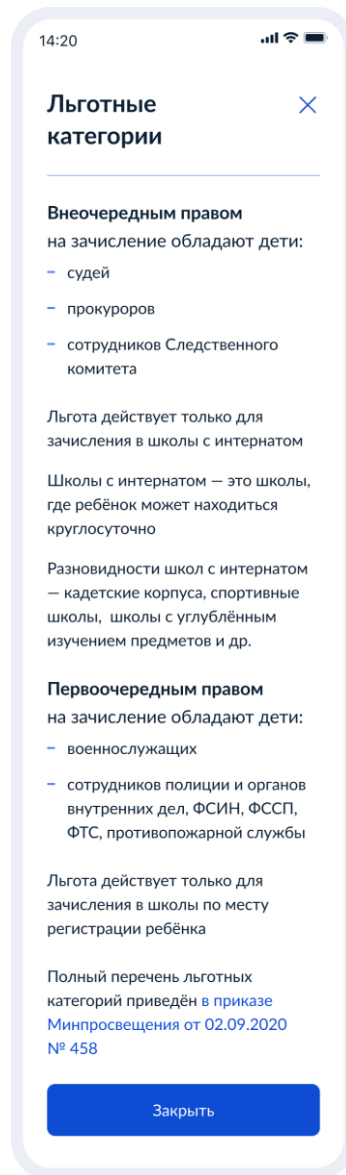 14:20
Льготные
категории
Внеочередным правом
на зачисление обладают дети:
– судей
– прокуроров
– сотрудников Следственного
комитета
Льгота действует только для
зачисления в школы с интернатом
Школы с интернатом — это школы,
где ребёнок может находиться
круглосуточно
Разновидности школ с интернатом
— кадетские корпуса, спортивные
школы, школы с углублённым
изучением предметов и др.
Первоочередным правом
на зачисление обладают дети:
– военнослужащих
– сотрудников полиции и органов
внутренних дел, ФСИН, ФССП,
ФТС, противопожарной службы
Льгота действует только для
зачисления в школы по месту
регистрации ребёнка
Полный перечень льготных
категорий приведён в приказе
Минпросвещения от 02.09.2020
№ 458
Закрыть